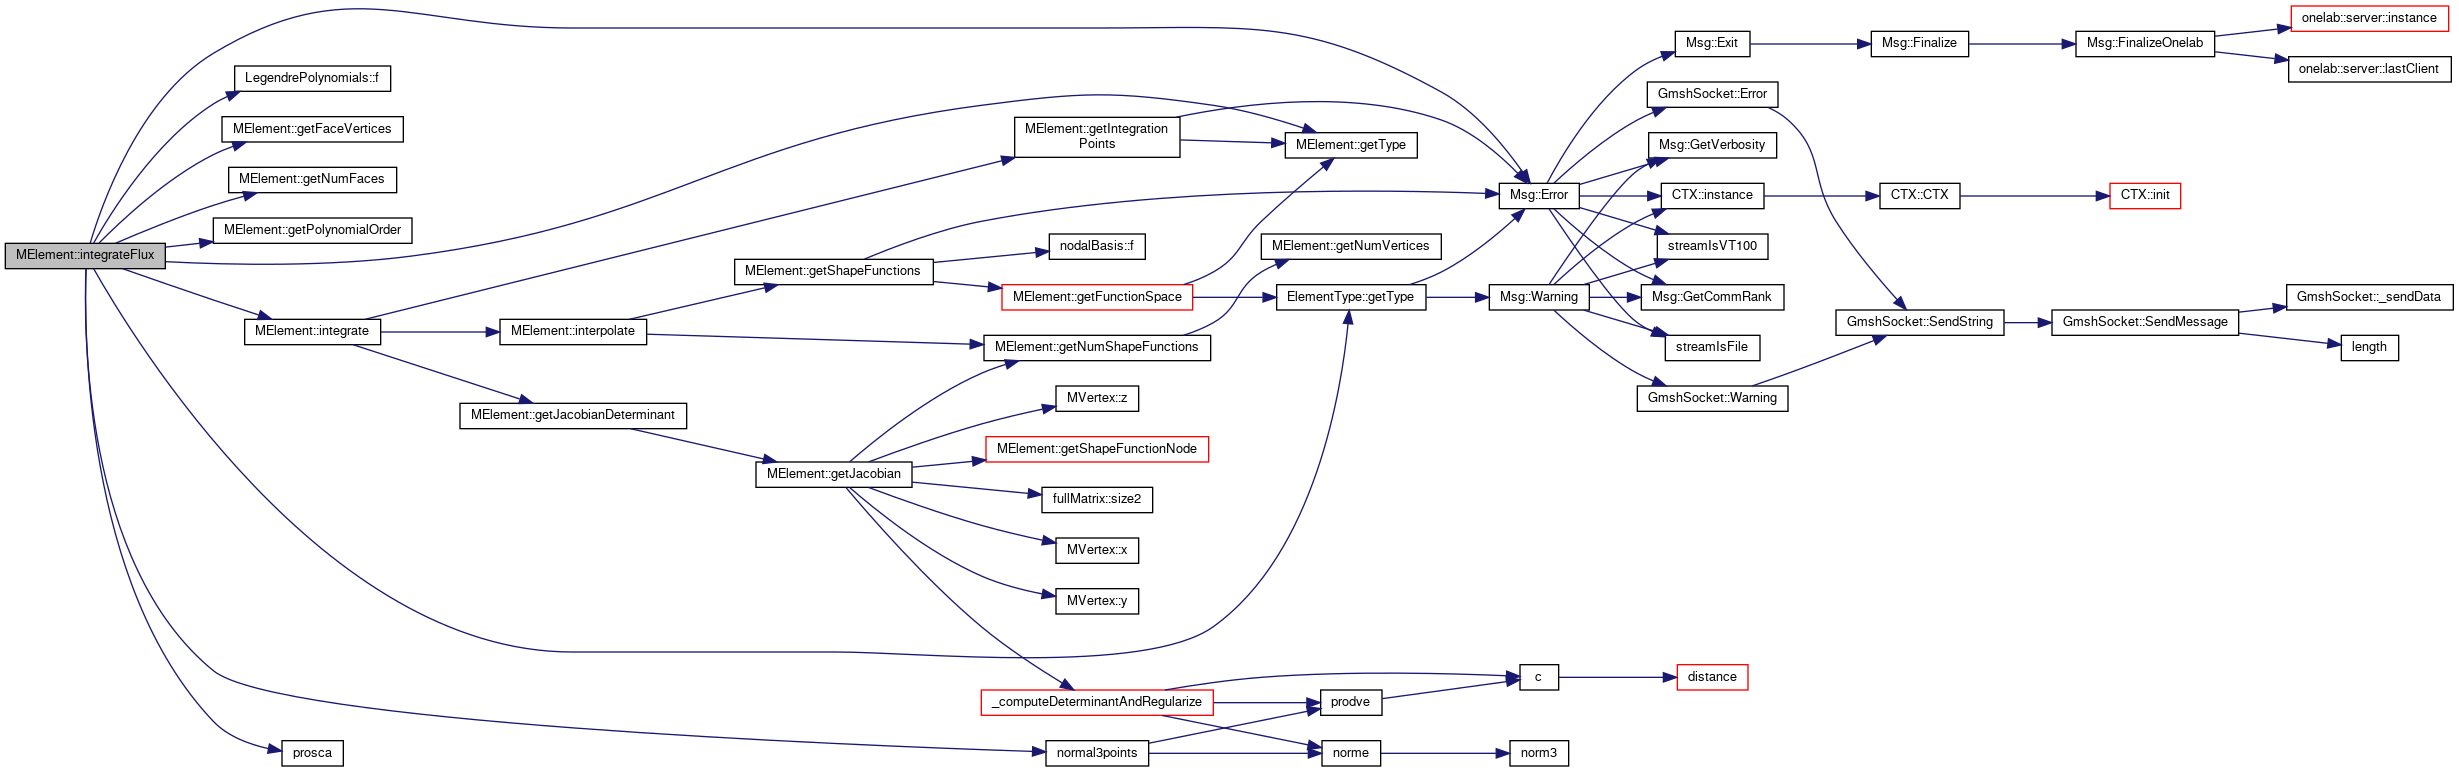 MElement::integrateFlux
LegendrePolynomials::f
MElement::getFaceVertices
MElement::getNumFaces
MElement::getPolynomialOrder
MElement::integrate
prosca
MElement::interpolate
MElement::getJacobianDeterminant
MElement::getShapeFunctions
MElement::getJacobian
MElement::getIntegration
Points
nodalBasis::f
MElement::getFunctionSpace
MElement::getNumShapeFunctions
MVertex::z
MElement::getShapeFunctionNode
fullMatrix::size2
MVertex::x
MVertex::y
_computeDeterminantAndRegularize
normal3points
MElement::getType
MElement::getNumVertices
ElementType::getType
prodve
norme
Msg::Error
Msg::Warning
c
norm3
Msg::Exit
GmshSocket::Error
Msg::GetVerbosity
CTX::instance
streamIsVT100
Msg::GetCommRank
streamIsFile
GmshSocket::Warning
distance
Msg::Finalize
CTX::CTX
GmshSocket::SendString
Msg::FinalizeOnelab
CTX::init
GmshSocket::SendMessage
onelab::server::instance
onelab::server::lastClient
GmshSocket::_sendData
length